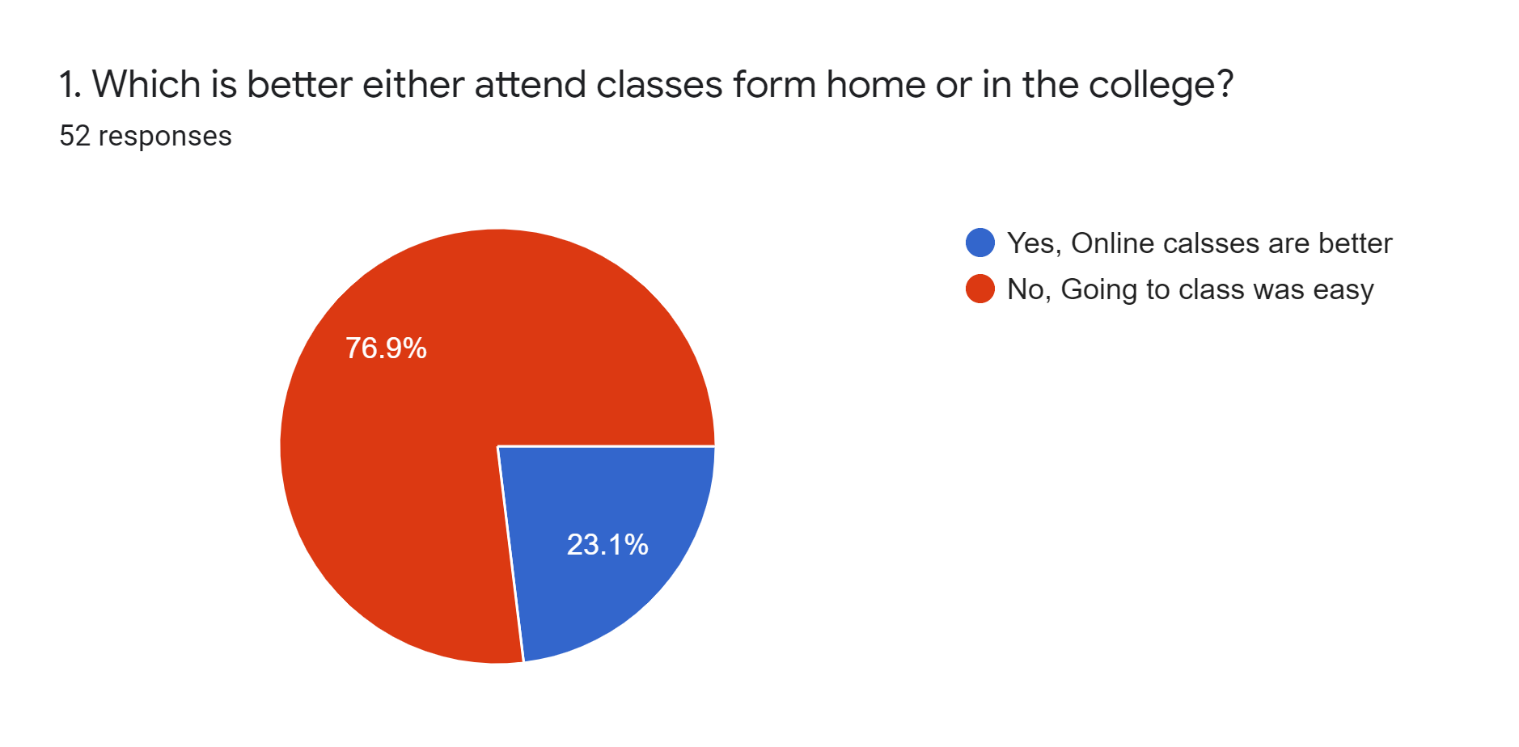 1. Which is better either attend classes form home or in the college?
52 responses
Yes, Online calsses are better
No, Going to class was easy
76.9%
23.1%